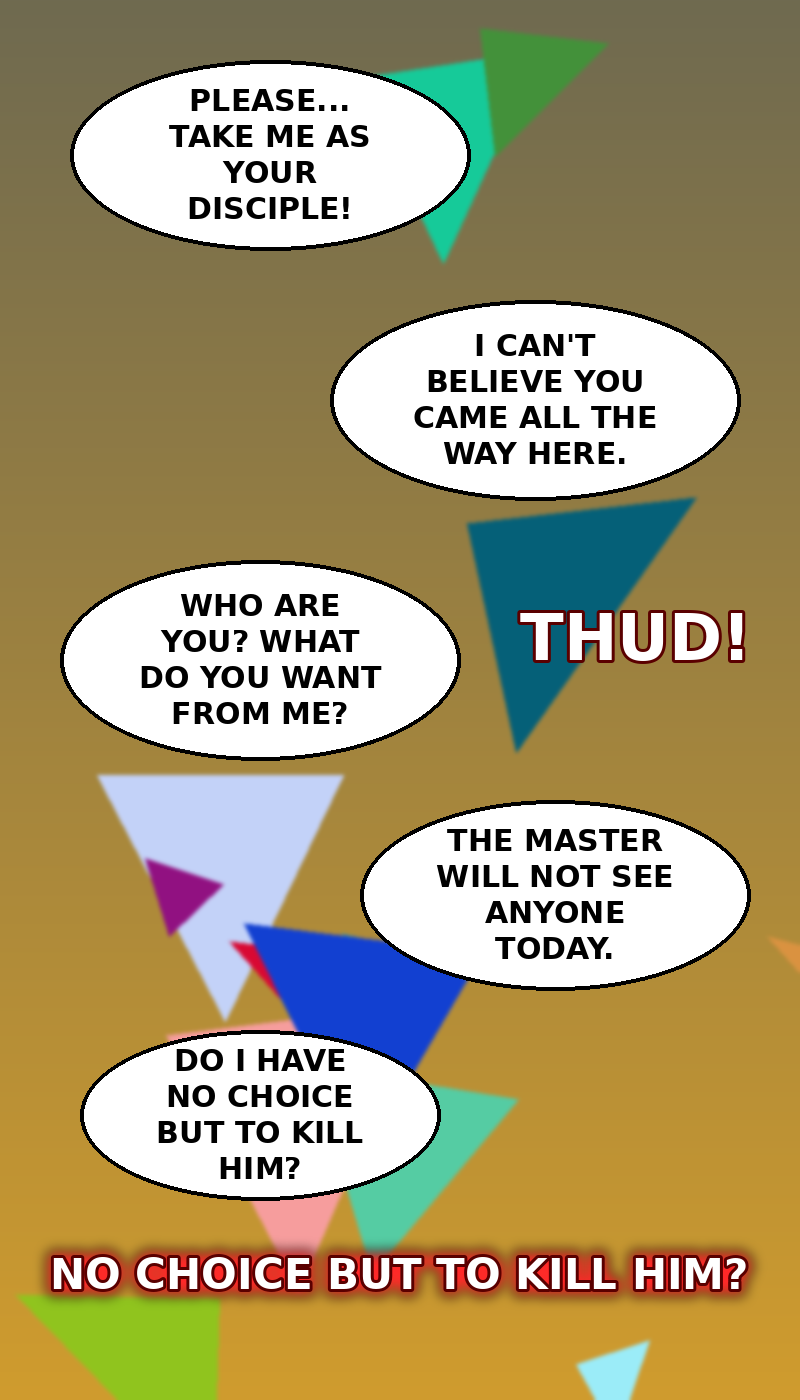 PLEASE...
TAKE ME AS
YOUR
DISCIPLE!
I CAN'T
BELIEVE YOU
CAME ALL THE
WAY HERE.
WHO ARE
YOU? WHAT
DO YOU WANT
FROM ME?
THUD!
THE MASTER
WILL NOT SEE
ANYONE
TODAY.
DO I HAVE
NO CHOICE
BUT TO KILL
HIM?
NO CHOICE BUT TO KILL HIM?